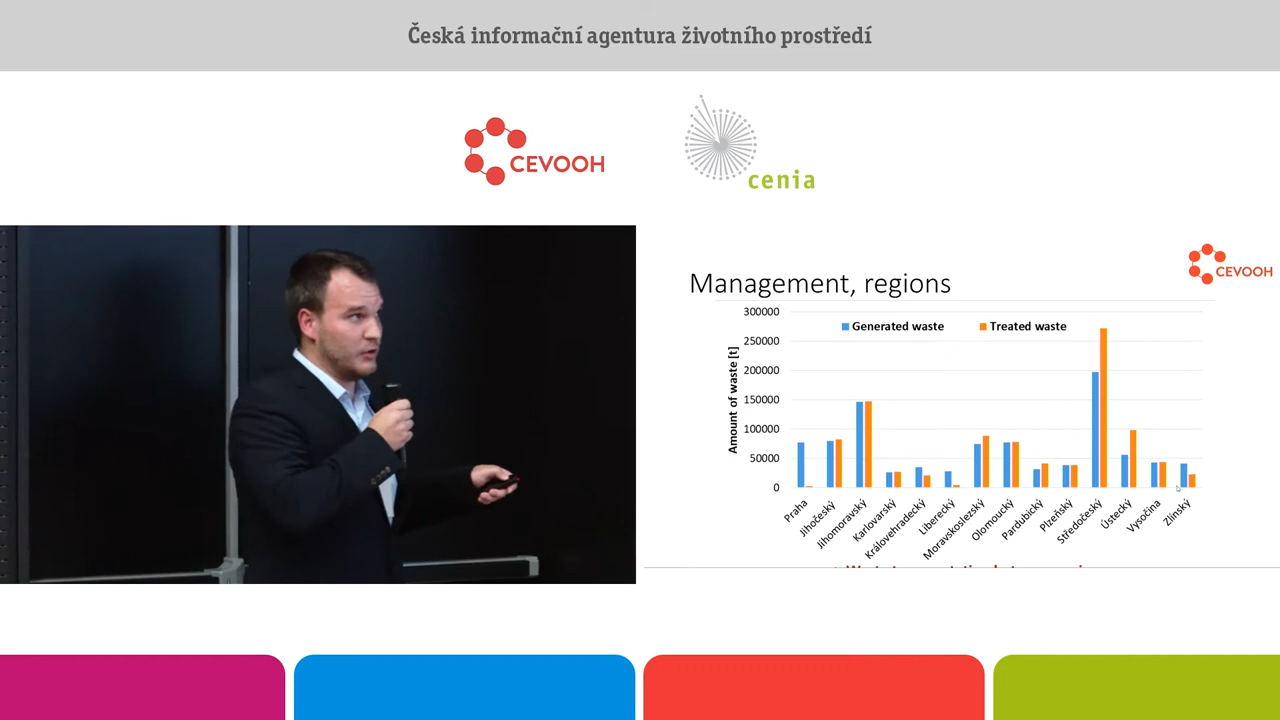 Česká informační agentura životního prostředí
CEVOOH
cenia
CEVOOH
Management, regions
Generated waste
Treated waste
Amount of waste [t]
300000
250000
200000
150000
100000
50000
0
Praha
Jihočeský
Jihomoravský
Karlovarský
Královehradecký
Liberecký
Moravskoslezský
Olomoucký
Pardubický
Plzeňský
Středočeský
Ústecký
Vysočina
Zlínský